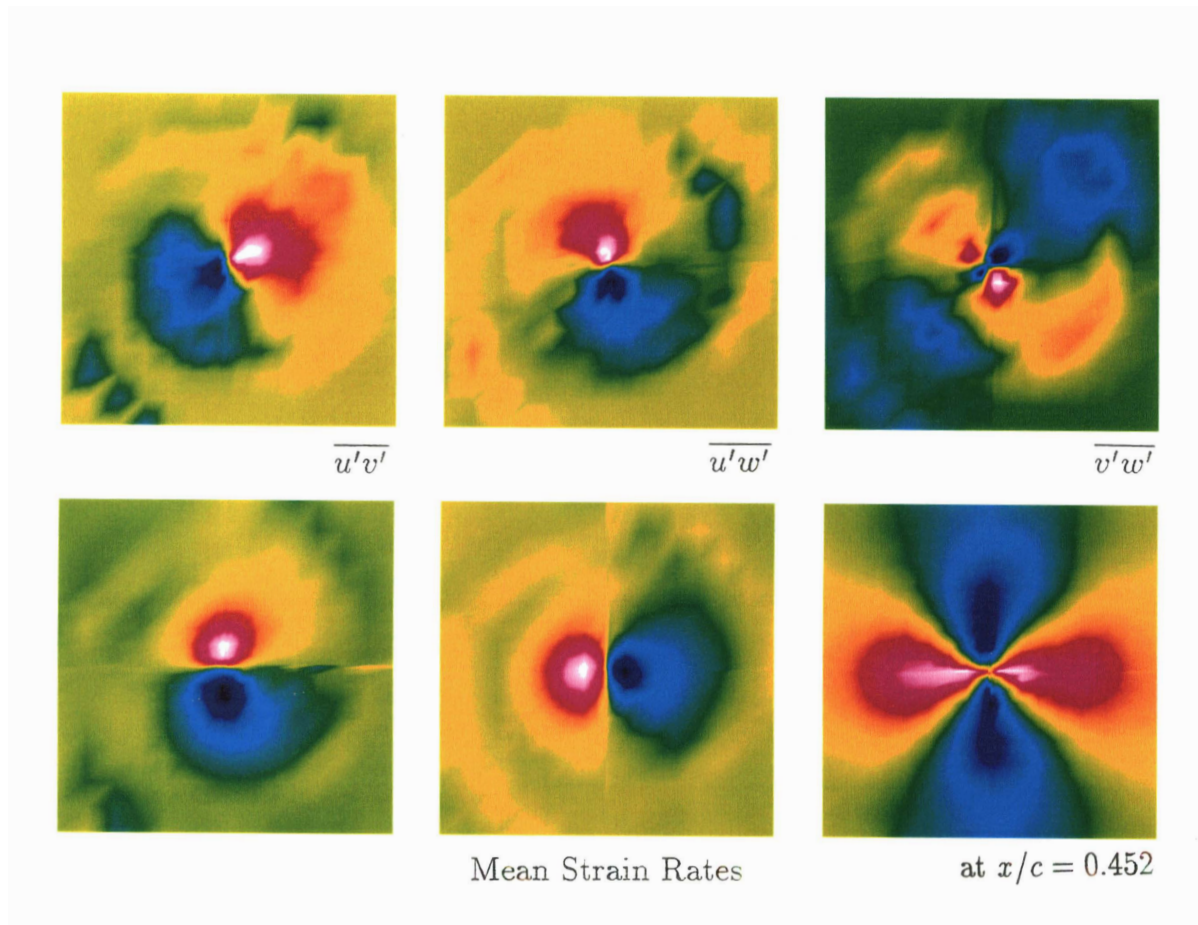 u'v'
u'w'
v'w'
Mean Strain Rates
at x/c = 0.452